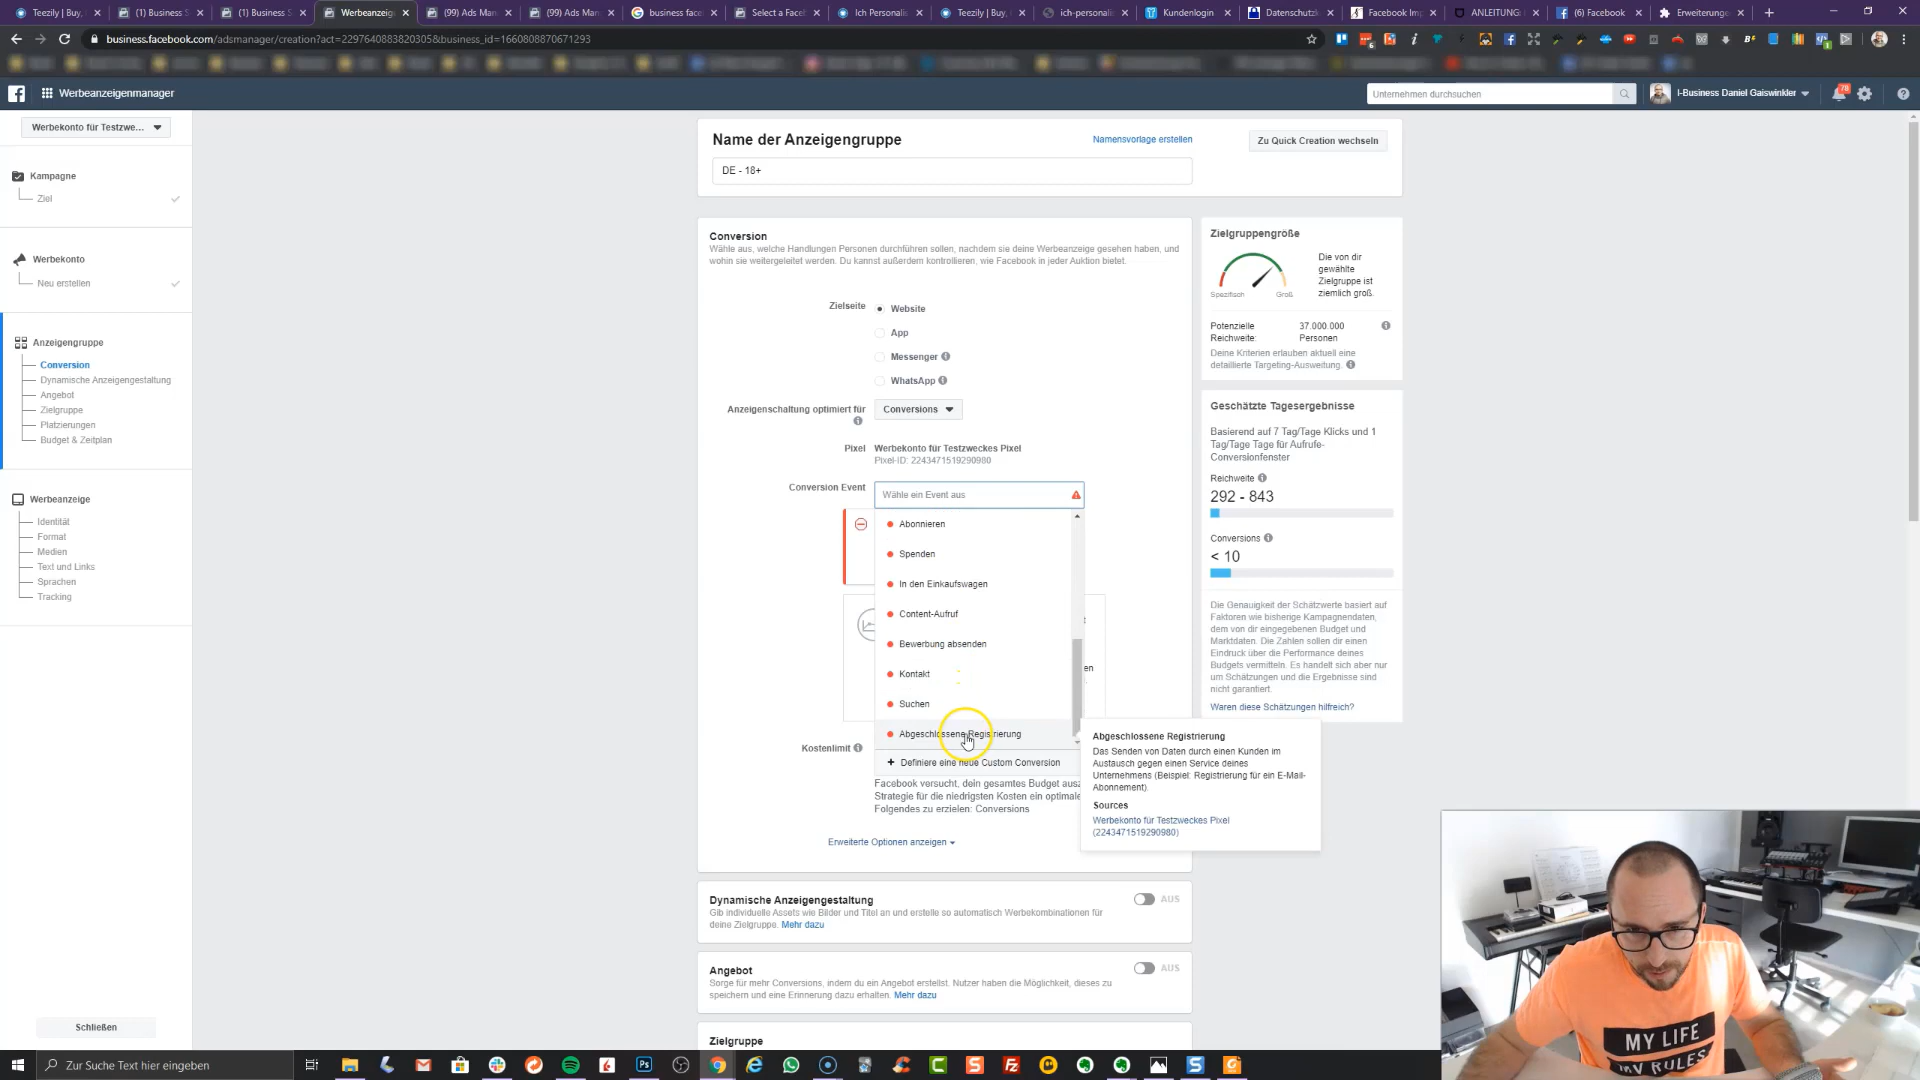 Teezily | Buy,
(1) Business S
(1) Business S
Werbeanzeig
(99) Ads Man
(99) Ads Man
business face
Select a Face
Ich Personalis
Teezily | Buy,
ich-personalis
Kundenlogin
Datenschutzk
Facebook Imp
ANLEITUNG:
(6) Facebook
Erweiterunge
business.facebook.com/adsmanager/creation?act=2297640883820305&business_id=1660808870671293
Werbeanzeigenmanager
Unternehmen durchsuchen
I-Business Daniel Gaiswinkler
Werbekonto für Testzwe...
Kampagne
Ziel
Werbekonto
Neu erstellen
Anzeigengruppe
Conversion
Dynamische Anzeigengestaltung
Angebot
Zielgruppe
Platzierungen
Budget & Zeitplan
Werbeanzeige
Identität
Format
Medien
Text und Links
Sprachen
Tracking
Schließen
Name der Anzeigengruppe
Namensvorlage erstellen
Zu Quick Creation wechseln
DE - 18+
Conversion
Wähle aus, welche Handlungen Personen durchführen sollen, nachdem sie deine Werbeanzeige gesehen haben, und
wohin sie weitergeleitet werden. Du kannst außerdem kontrollieren, wie Facebook in jeder Auktion bietet.
Zielseite
Website
App
Messenger
WhatsApp
Anzeigenschaltung optimiert für
Conversions
Pixel
Werbekonto für Testzweckes Pixel
Pixel-ID: 2243471519290980
Conversion Event
Wähle ein Event aus
Abonnieren
Spenden
In den Einkaufswagen
Content-Aufruf
Bewerbung absenden
Kontakt
Suchen
Abgeschlossene Registrierung
+ Definiere eine neue Custom Conversion
en
Kostenlimit
Facebook versucht, dein gesamtes Budget ausz
Strategie für die niedrigsten Kosten ein optimale
Folgendes zu erzielen: Conversions
Erweiterte Optionen anzeigen
Abgeschlossene Registrierung
Das Senden von Daten durch einen Kunden im
Austausch gegen einen Service deines
Unternehmens (Beispiel: Registrierung für ein E-Mail-
Abonnement).
Sources
Werbekonto für Testzweckes Pixel
(2243471519290980)
Dynamische Anzeigengestaltung
AUS
Gib individuelle Assets wie Bilder und Titel an und erstelle so automatisch Werbekombinationen für
deine Zielgruppe. Mehr dazu
Angebot
AUS
Sorge für mehr Conversions, indem du ein Angebot erstellst. Nutzer haben die Möglichkeit, dieses zu
speichern und eine Erinnerung dazu erhalten. Mehr dazu
Zielgruppe
Zielgruppengröße
Spezifisch
Groß
Die von dir
gewählte
Zielgruppe ist
ziemlich groß.
Potenzielle
Reichweite:
37.000.000
Personen
Deine Kriterien erlauben aktuell eine
detaillierte Targeting-Ausweitung.
Geschätzte Tagesergebnisse
Basierend auf 7 Tag/Tage Klicks und 1
Tag/Tage Tage für Aufrufe-
Conversionfenster
Reichweite
292 - 843
Conversions
< 10
Die Genauigkeit der Schätzwerte basiert auf
Faktoren wie bisherige Kampagnendaten,
dem von dir eingegebenen Budget und
Marktdaten. Die Zahlen sollen dir einen
Eindruck über die Performance deines
Budgets vermitteln. Es handelt sich aber nur
um Schätzungen und die Ergebnisse sind
nicht garantiert.
Waren diese Schätzungen hilfreich?
MY LIFE
MY RULES
Zur Suche Text hier eingeben